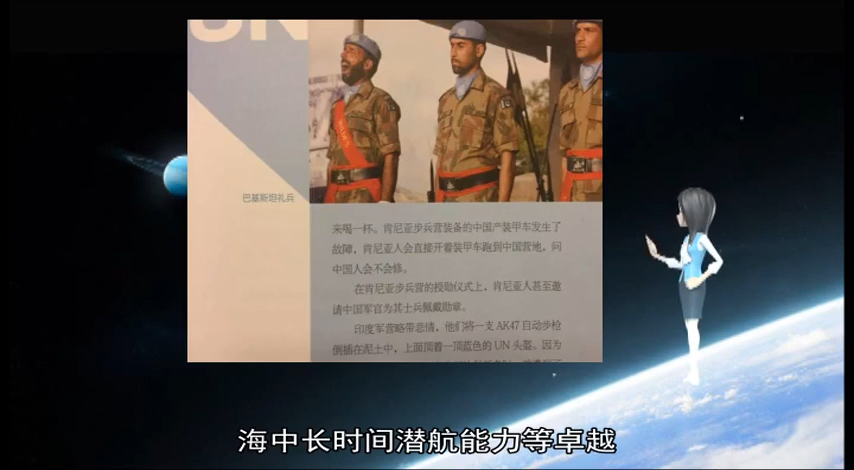 UN
巴基斯坦礼兵
来喝一杯。肯尼亚步兵营装备的中国产装甲车发生了
故障，肯尼亚人会直接开着装甲车跑到中国营地，问
中国人会不会修。
在肯尼亚步兵营的授勋仪式上，肯尼亚人甚至邀
请中国军官为其士兵佩戴勋章。
印度军营略带悲情，他们将一支AK47自动步枪
倒插在泥土中，上面顶着一顶蓝色的UN头盔。因为
海中长时间潜航能力等卓越